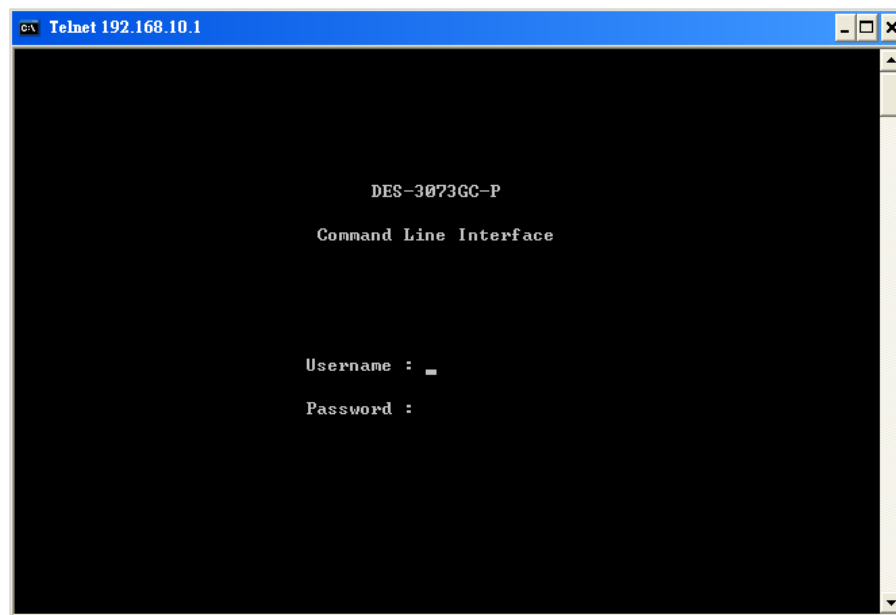 Telnet 192.168.10.1
DES-3073GC-P
Command Line Interface
Username : _
Password :